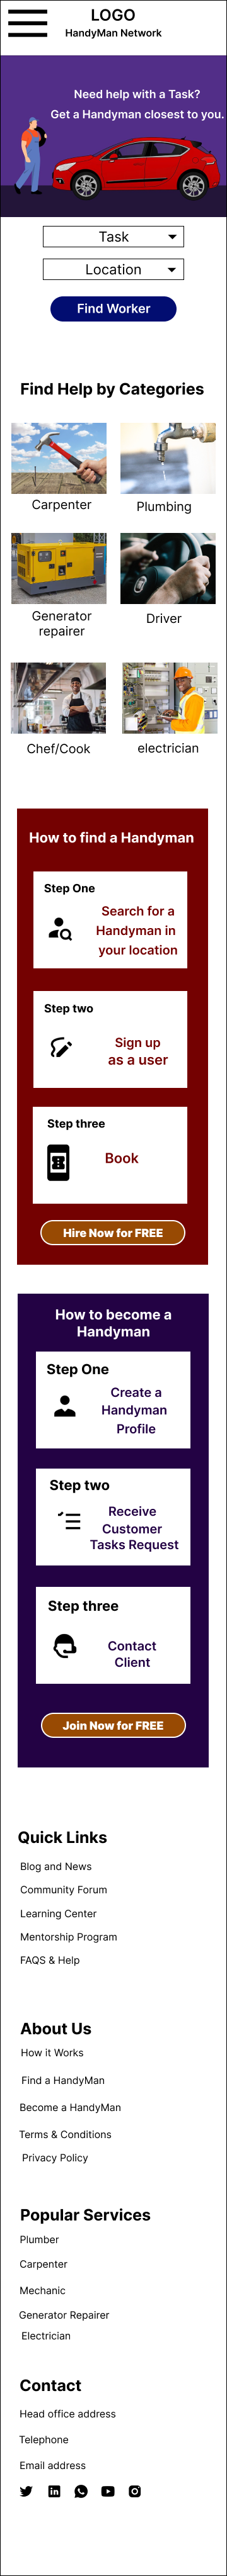 LOGO
HandyMan Network
Need help with a Task?
Get a Handyman closest to you.
Task
Location
Find Worker
Find Help by Categories
Carpenter
Plumbing
Generator
repairer
Driver
Chef/Cook
electrician
How to find a Handyman
Step One
Search for a
Handyman in
your location
Step two
Sign up
as a user
Step three
Book
Hire Now for FREE
How to become a
Handyman
Step One
Create a
Handyman
Profile
Step two
Receive
Customer
Tasks Request
Step three
Contact
Client
Join Now for FREE
Quick Links
Blog and News
Community Forum
Learning Center
Mentorship Program
FAQS & Help
About Us
How it Works
Find a HandyMan
Become a HandyMan
Terms & Conditions
Privacy Policy
Popular Services
Plumber
Carpenter
Mechanic
Generator Repairer
Electrician
Contact
Head office address
Telephone
Email address